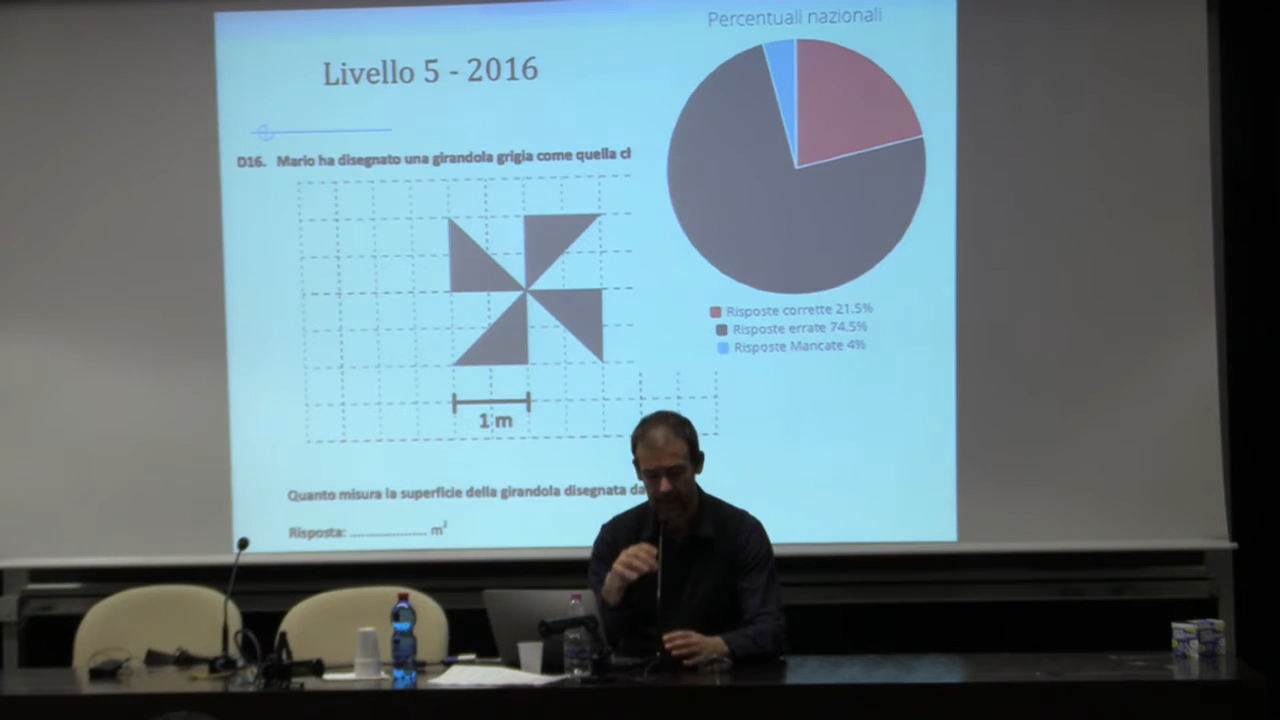 Percentuali nazionali
Livello 5 - 2016
D16. Mario ha disegnato una girandola grigia come quella
1 m
Risposte corrette 21.5%
Risposte errate 74.5%
Risposte Mancate 4%
Quanto misura la superficie della girandola disegnata
Risposta: .................... m²